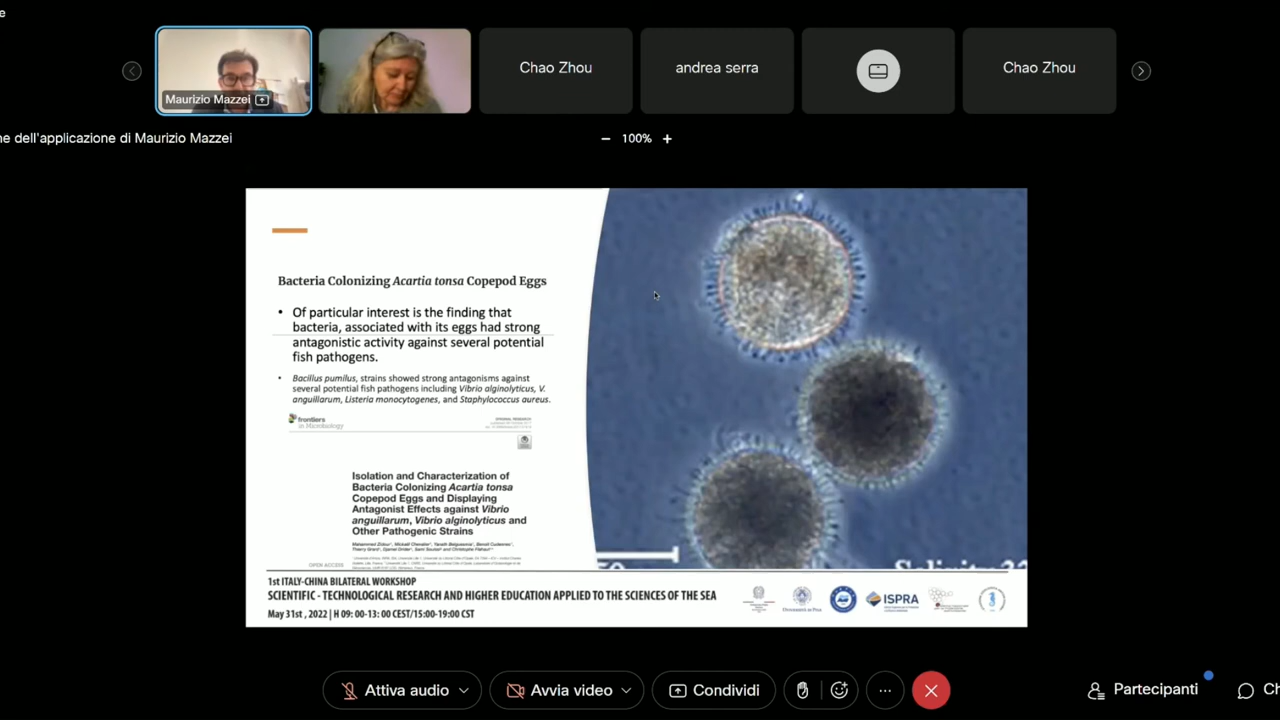 e
Maurizio Mazzei
Chao Zhou
andrea serra
Chao Zhou
ne dell'applicazione di Maurizio Mazzei
100%
Bacteria Colonizing Acartia tonsa Copepod Eggs
• Of particular interest is the finding that
bacteria, associated with its eggs had strong
antagonistic activity against several potential
fish pathogens.
• Bacillus pumilus, strains showed strong antagonisms against
several potential fish pathogens including Vibrio alginolyticus, V.
anguillarum, Listeria monocytogenes, and Staphylococcus aureus.
frontiers
in Microbiology
Isolation and Characterization of
Bacteria Colonizing Acartia tonsa
Copepod Eggs and Displaying
Antagonist Effects against Vibrio
anguillarum, Vibrio alginolyticus and
Other Pathogenic Strains
OPEN ACCESS
1st ITALY-CHINA BILATERAL WORKSHOP
SCIENTIFIC - TECHNOLOGICAL RESEARCH AND HIGHER EDUCATION APPLIED TO THE SCIENCES OF THE SEA
May 31st , 2022 | H 09: 00-13: 00 CEST/15:00-19:00 CST
ISPRA
Attiva audio
Avvia video
Condividi
Partecipanti
Ch